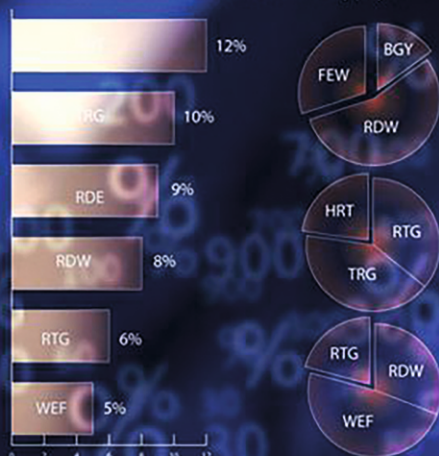 12%
TRG
10%
RDE
9%
RDW
8%
RTG
6%
WEF
5%
FEW
BGY
RDW
HRT
RTG
TRG
RTG
RDW
WEF
%
900
%